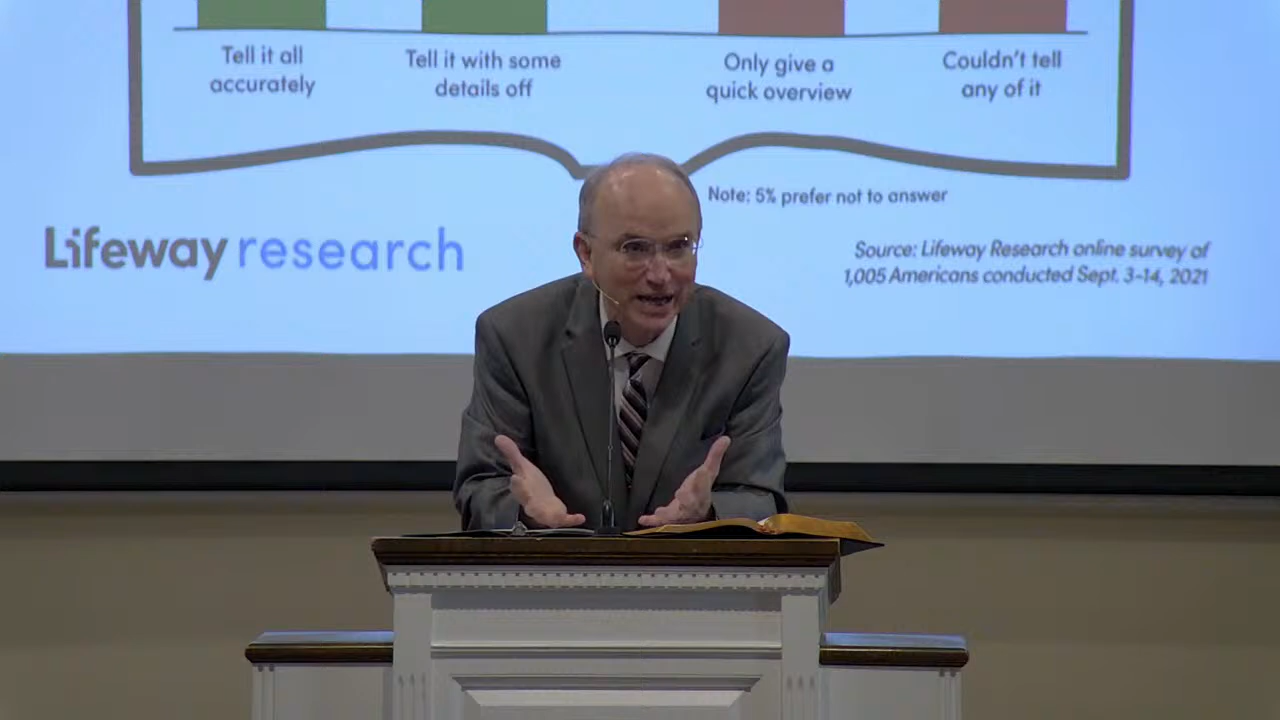 Tell it all
accurately
Tell it with some
details off
Only give a
quick overview
Couldn't tell
any of it
Note: 5% prefer not to answer
Lifeway research
Source: Lifeway Research online survey of
1,005 Americans conducted Sept. 3-14, 2021